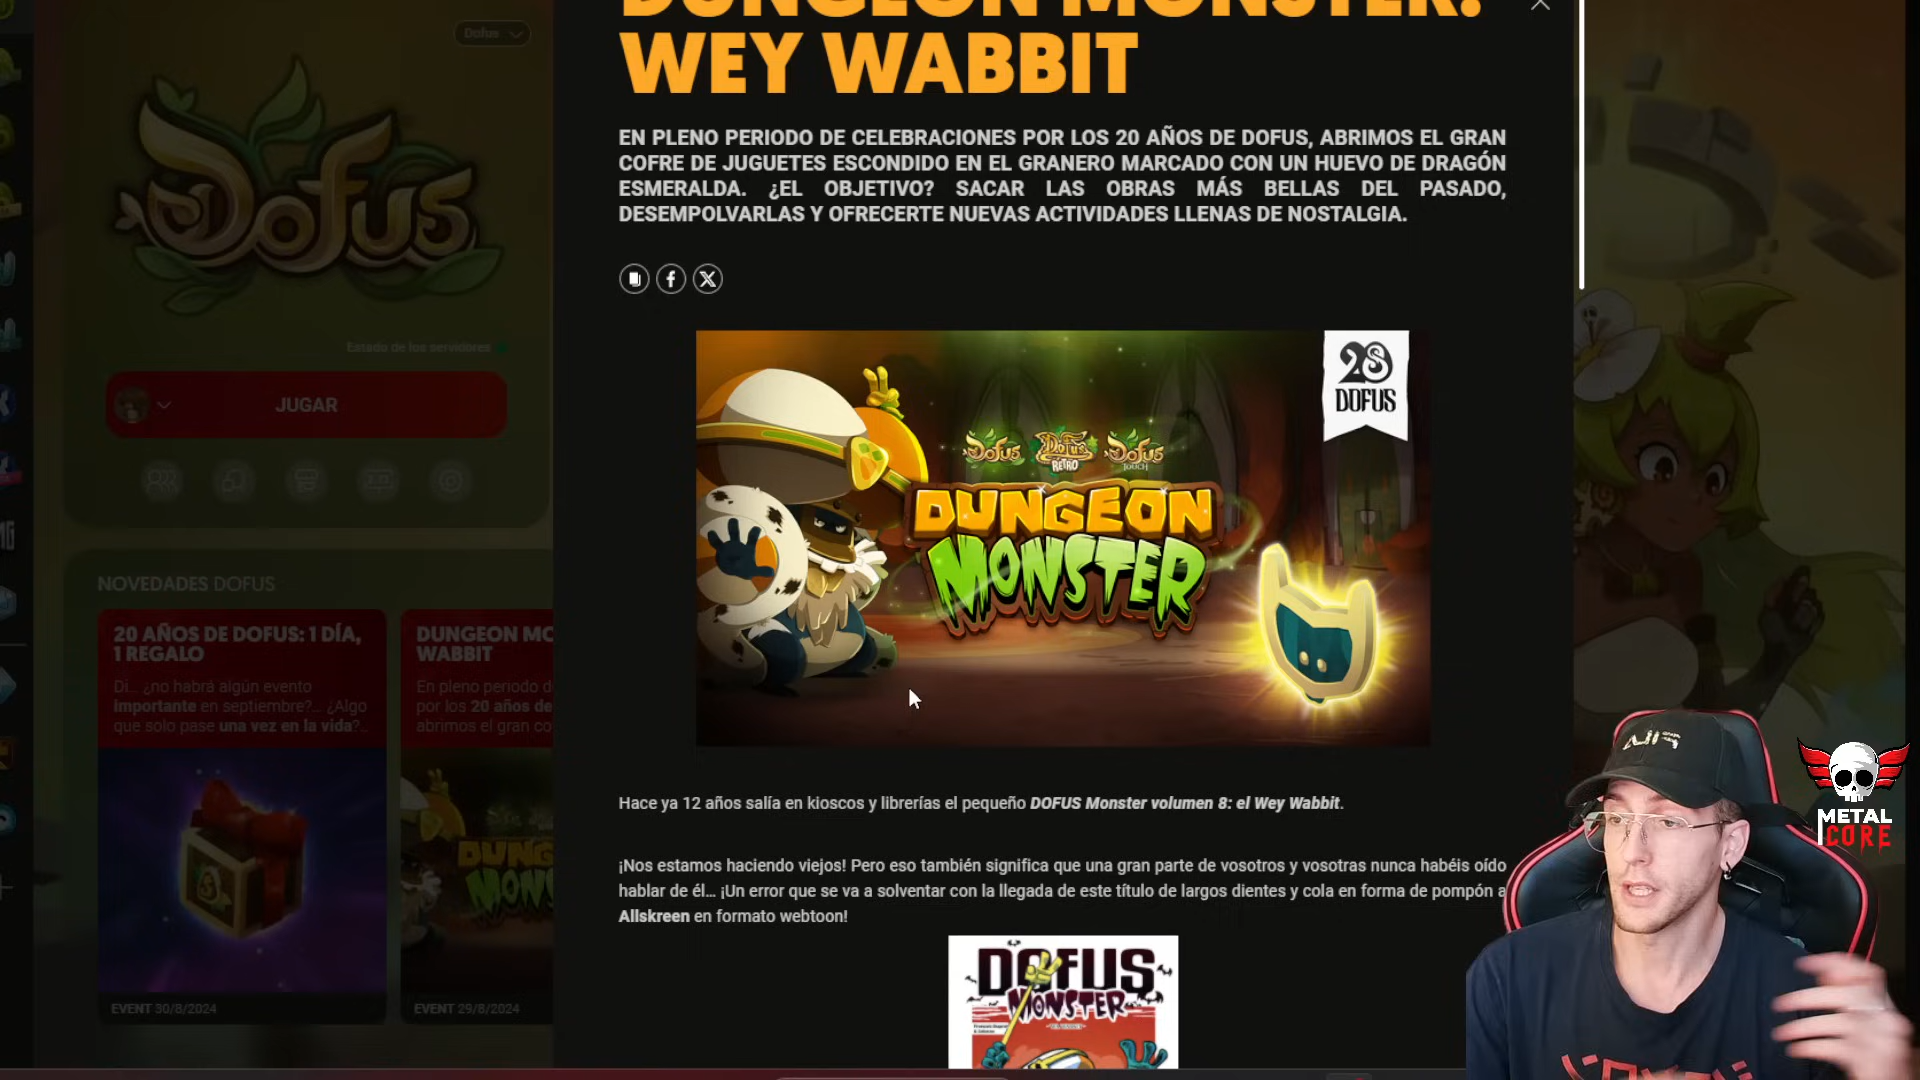 DUNGEON MONSTER:
WEY WABBIT
Dofus
EN PLENO PERIODO DE CELEBRACIONES POR LOS 20 AÑOS DE DOFUS, ABRIMOS EL GRAN
COFRE DE JUGUETES ESCONDIDO EN EL GRANERO MARCADO CON UN HUEVO DE DRAGÓN
ESMERALDA. ¿EL OBJETIVO? SACAR LAS OBRAS MÁS BELLAS DEL PASADO,
DESEMPOLVARLAS Y OFRECERTE NUEVAS ACTIVIDADES LLENAS DE NOSTALGIA.
Dofus
Estado de los servidores
JUGAR
20
DOFUS
Dofus
Dofus
RETRO
Dofus
TOUCH
DUNGEON
MONSTER
NOVEDADES DOFUS
20 AÑOS DE DOFUS: 1 DÍA,
1 REGALO
Di... ¿no habrá algún evento
importante en septiembre?... ¿Algo
que solo pase una vez en la vida?...
EVENT 30/8/2024
DUNGEON MO
WABBIT
En pleno periodo d
por los 20 años de
abrimos el gran co
EVENT 29/8/2024
Hace ya 12 años salía en kioscos y librerías el pequeño DOFUS Monster volumen 8: el Wey Wabbit.
¡Nos estamos haciendo viejos! Pero eso también significa que una gran parte de vosotros y vosotras nunca habéis oído
hablar de él... ¡Un error que se va a solventar con la llegada de este título de largos dientes y cola en forma de pompón a
Allskreen en formato webtoon!
DOFUS
MONSTER
METAL
CORE